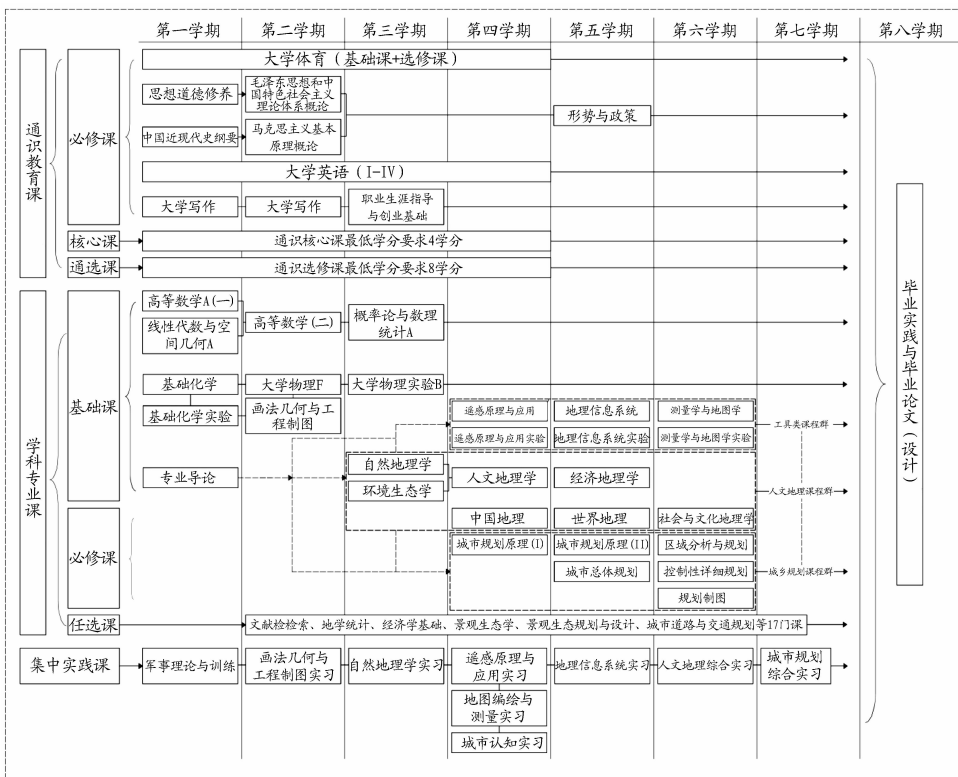 第一学期
第二学期
第三学期
第四学期
第五学期
第六学期
第七学期
第八学期
通识教育课
必修课
大学体育(基础课+选修课)
思想道德修养
毛泽东思想和中
国特色社会主义
理论体系概论
形势与政策
中国近现代史纲要
马克思主义基本
原理概论
大学英语(I-IV)
大学写作
大学写作
职业生涯指导
与创业基础
核心课
通识核心课最低学分要求4学分
通选课
通识选修课最低学分要求8学分
毕业实践与毕业论文(设计)
学科专业课
基础课
高等数学A(一)
线性代数与空
间几何A
高等数学(二)
概率论与数理
统计A
基础化学
大学物理F
大学物理实验B
基础化学实验
画法几何与工
程制图
遥感原理与应用
地理信息系统
测量学与地图学
工具类课程群
遥感原理与应用实验
地理信息系统实验
测量学与地图学实验
专业导论
自然地理学
环境生态学
人文地理学
经济地理学
人文地理课程群
中国地理
世界地理
社会与文化地理学
必修课
城市规划原理(I)
城市规划原理(II)
区域分析与规划
城市总体规划
控制性详细规划
城乡规划课程群
规划制图
任选课
文献检检索、地学统计、经济学基础、景观生态学、景观生态规划与设计、城市道路与交通规划等17门课
集中实践课
军事理论与训练
画法几何与
工程制图实习
自然地理学实习
遥感原理与
应用实习
地理信息系统实习
人文地理综合实习
城市规划
综合实习
地图编绘与
测量实习
城市认知实习